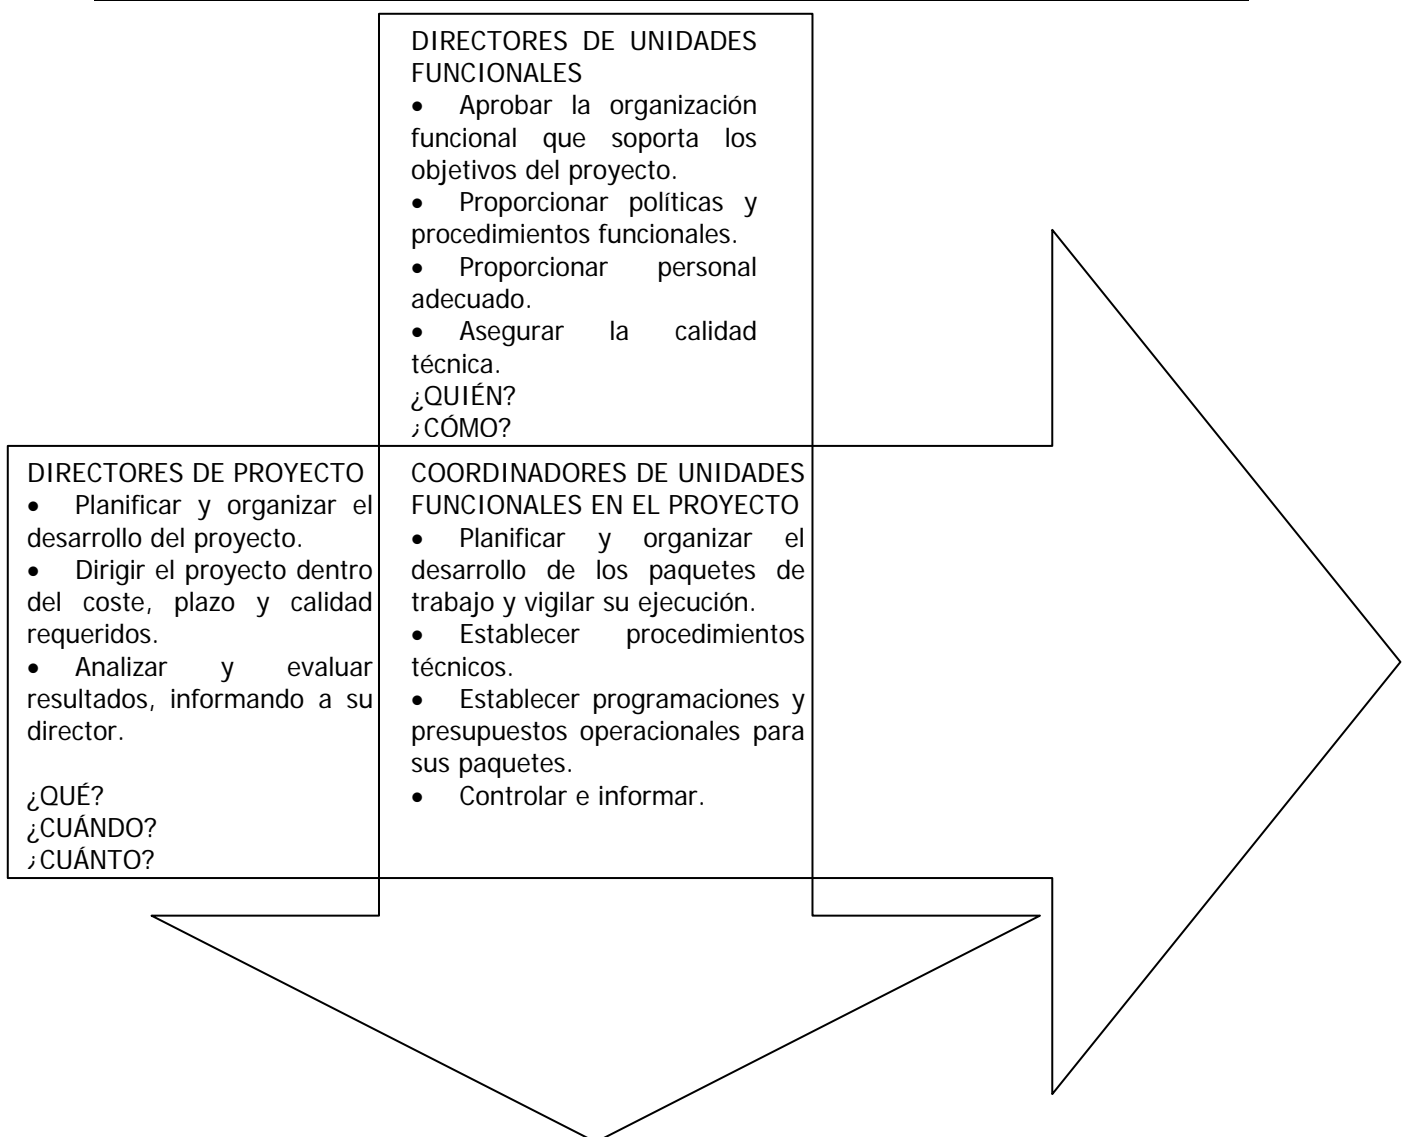 DIRECTORES DE UNIDADES
FUNCIONALES
• Aprobar la organización
funcional que soporta los
objetivos del proyecto.
• Proporcionar políticas y
procedimientos funcionales.
• Proporcionar personal
adecuado.
• Asegurar la calidad
técnica.
¿QUIÉN?
¿CÓMO?
DIRECTORES DE PROYECTO
• Planificar y organizar el
desarrollo del proyecto.
• Dirigir el proyecto dentro
del coste, plazo y calidad
requeridos.
• Analizar y evaluar
resultados, informando a su
director.
¿QUÉ?
¿CUÁNDO?
¿CUÁNTO?
COORDINADORES DE UNIDADES
FUNCIONALES EN EL PROYECTO
• Planificar y organizar el
desarrollo de los paquetes de
trabajo y vigilar su ejecución.
• Establecer procedimientos
técnicos.
• Establecer programaciones y
presupuestos operacionales para
sus paquetes.
• Controlar e informar.